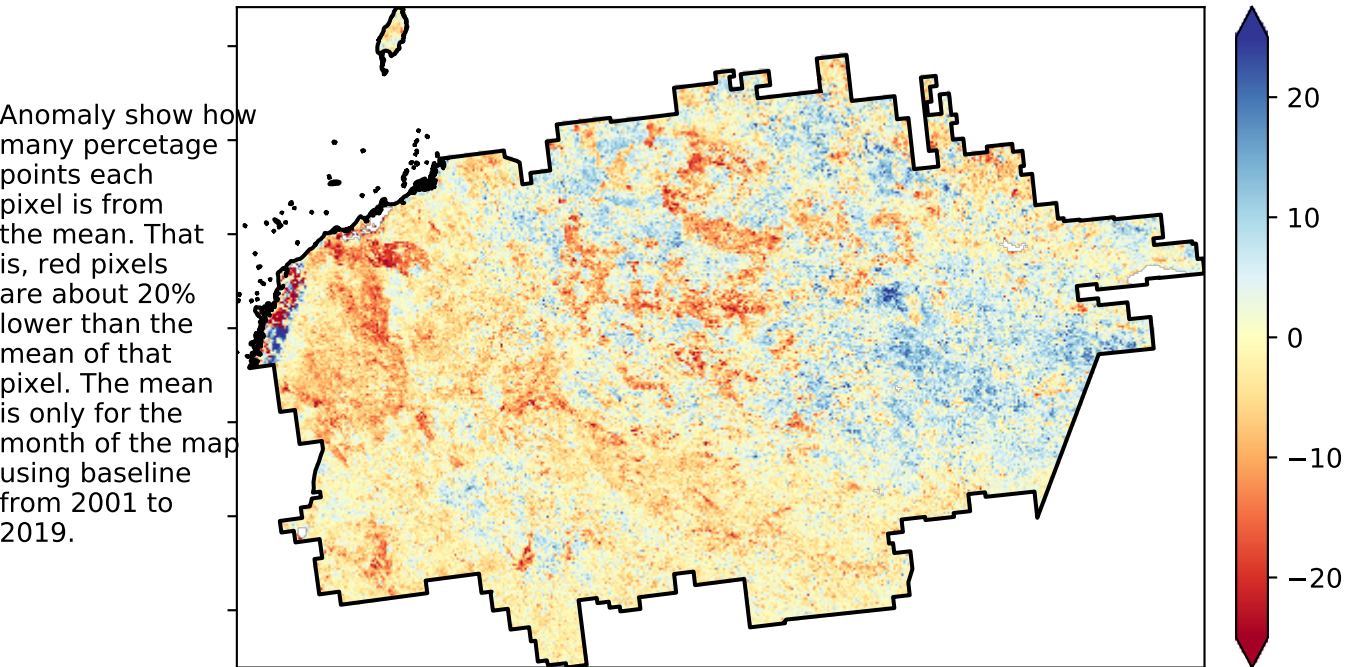 Anomaly show how
many percetage
points each
pixel is from
the mean. That
is, red pixels
are about 20%
lower than the
mean of that
pixel. The mean
is only for the
month of the map
using baseline
from 2001 to
2019.
20
10
0
−10
−20